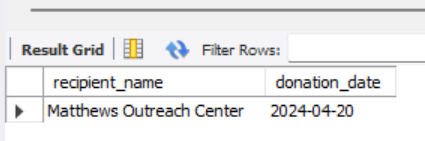 Result Grid Filter Rows:
recipient_name donation_date
Matthews Outreach Center 2024-04-20